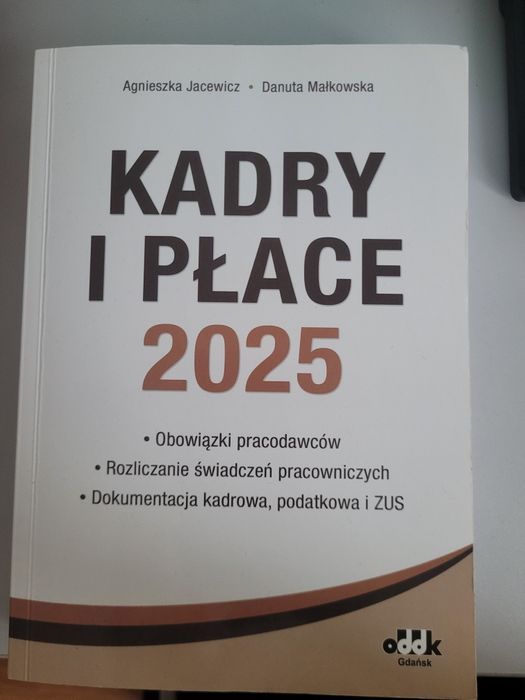 Agnieszka Jacewicz • Danuta Małkowska
KADRY
I PŁACE
2025
• Obowiązki pracodawców
• Rozliczanie świadczeń pracowniczych
• Dokumentacja kadrowa, podatkowa i ZUS
oddk
Gdańsk